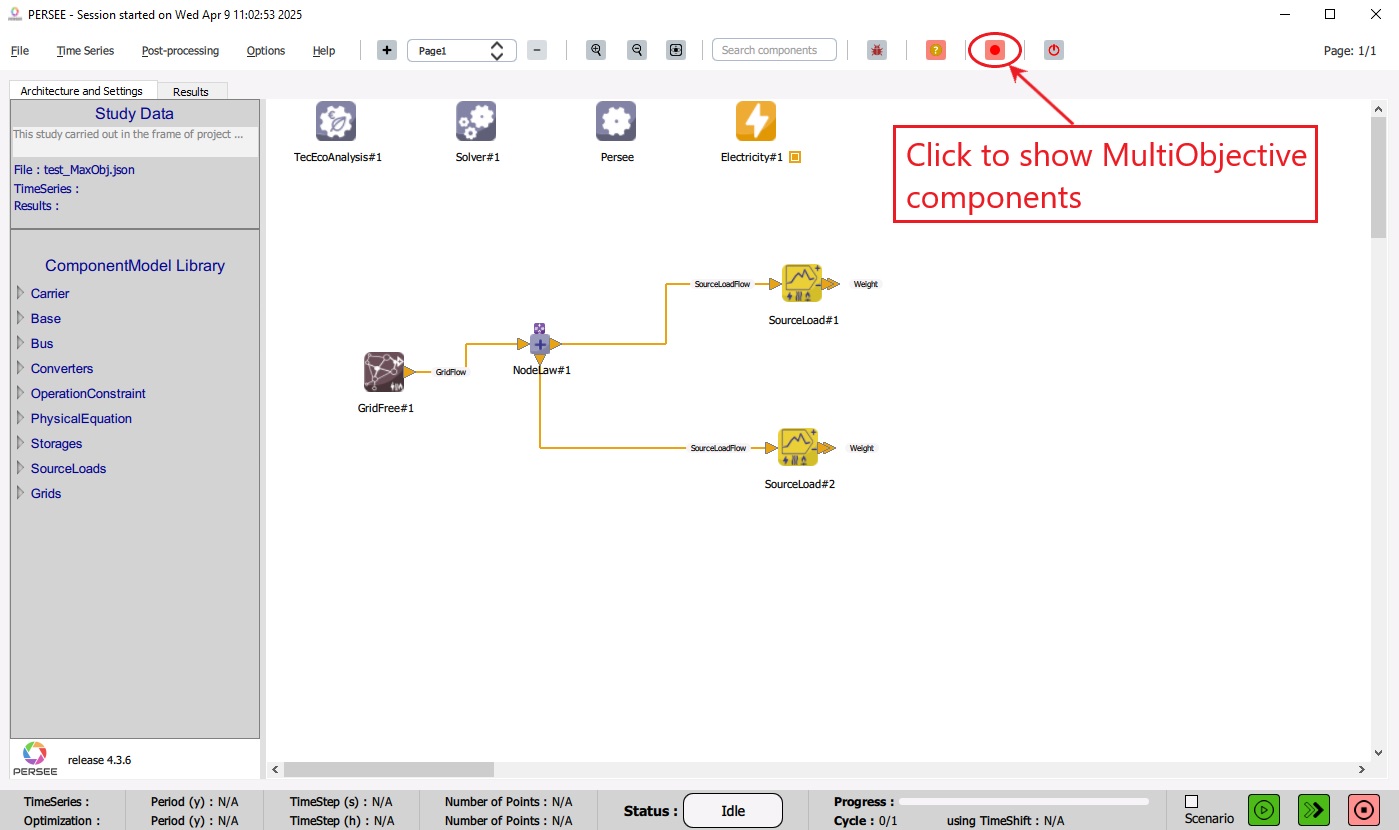 PERSEE - Session started on Wed Apr 9 11:02:53 2025
File Time Series Post-processing Options Help + Page1 - Search components Page: 1/1
Architecture and Settings Results
Study Data
This study carried out in the frame of project ...
File : test_MaxObj.json
TimeSeries :
Results :
ComponentModel Library
Carrier
Base
Bus
Converters
OperationConstraint
PhysicalEquation
Storages
SourceLoads
Grids
PERSEE
release 4.3.6
TecEcoAnalysis#1
Solver#1
Persee
Electricity#1
Click to show MultiObjective
components
SourceLoadFlow
Weight
SourceLoad#1
GridFlow
NodeLaw#1
GridFree#1
SourceLoadFlow
Weight
SourceLoad#2
TimeSeries : Period (y) : N/A TimeStep (s) : N/A Number of Points : N/A
Optimization : Period (y) : N/A TimeStep (h) : N/A Number of Points : N/A
Status : Idle
Progress :
Cycle : 0/1 using TimeShift : N/A
Scenario